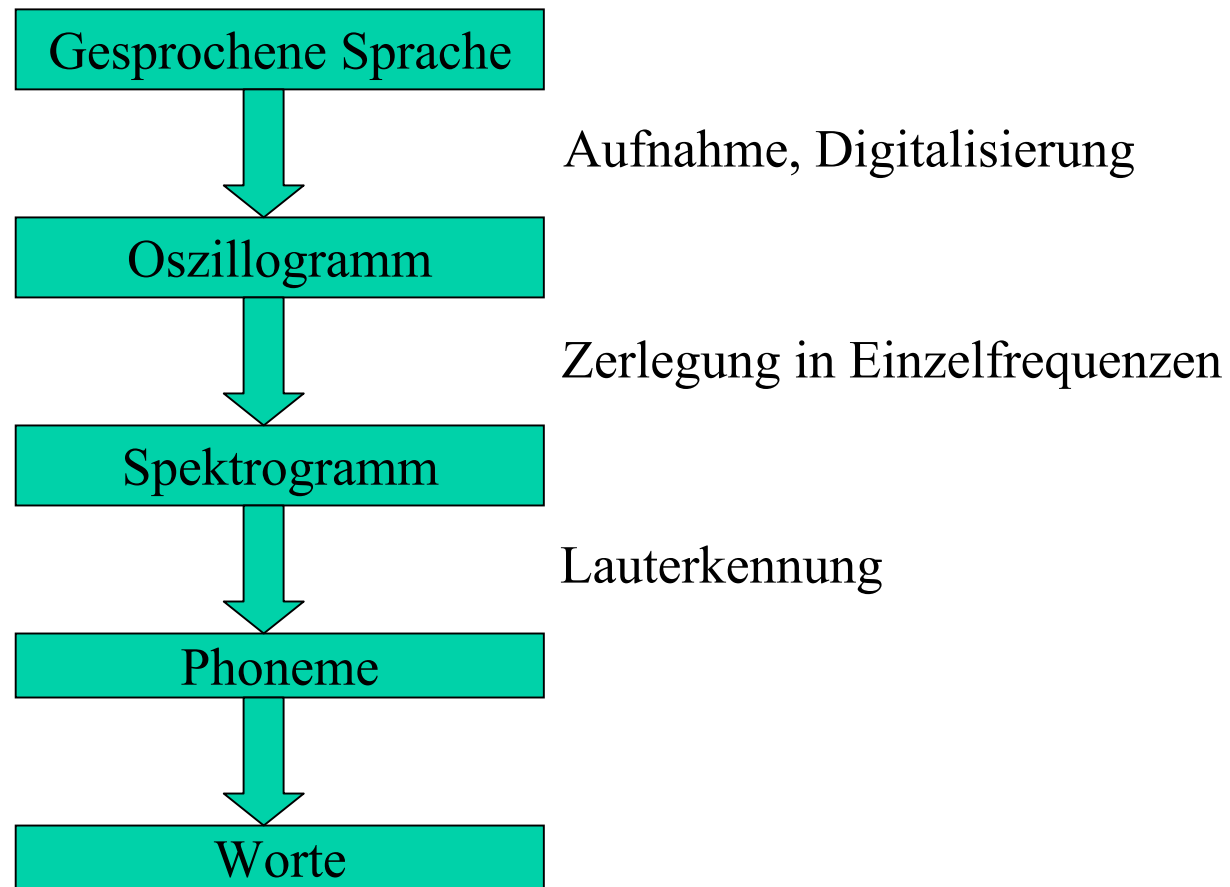 Gesprochene Sprache
Aufnahme, Digitalisierung
Oszillogramm
Zerlegung in Einzelfrequenzen
Spektrogramm
Lauterkennung
Phoneme
Worte